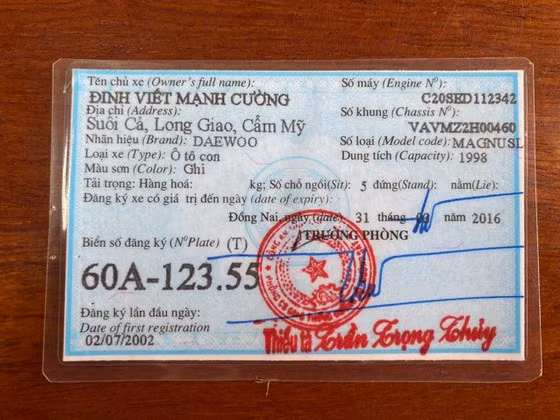 Tên chủ xe (Owner's full name):
Số máy (Engine Nº):
ĐINH VIẾT MẠNH CƯỜNG
C20SED112342
Địa chỉ (Address):
Số khung (Chassis Nº):
Suối Cả, Long Giao, Cẩm Mỹ
VAVMZ2H00460
Nhãn hiệu (Brand): DAEWOO
Số loại (Model code): MAGNUSL
Loại xe (Type): Ô tô con
Dung tích (Capacity): 1998
Màu sơn (Color): Ghi
Tải trọng: Hàng hoá: kg; Số chỗ ngồi(Sit): 5 đứng(Stand): nằm(Lie):
Đăng ký xe có giá trị đến ngày (date of expiry):
Đồng Nai, ngày (date) 31 tháng 03 năm 2016
Biển số đăng ký (NºPlate) (T)
TRƯỞNG PHÒNG
60A-123.55
Đăng ký lần đầu ngày:
Date of first registration
Thiếu tá Trần Trọng Thủy
02/07/2002